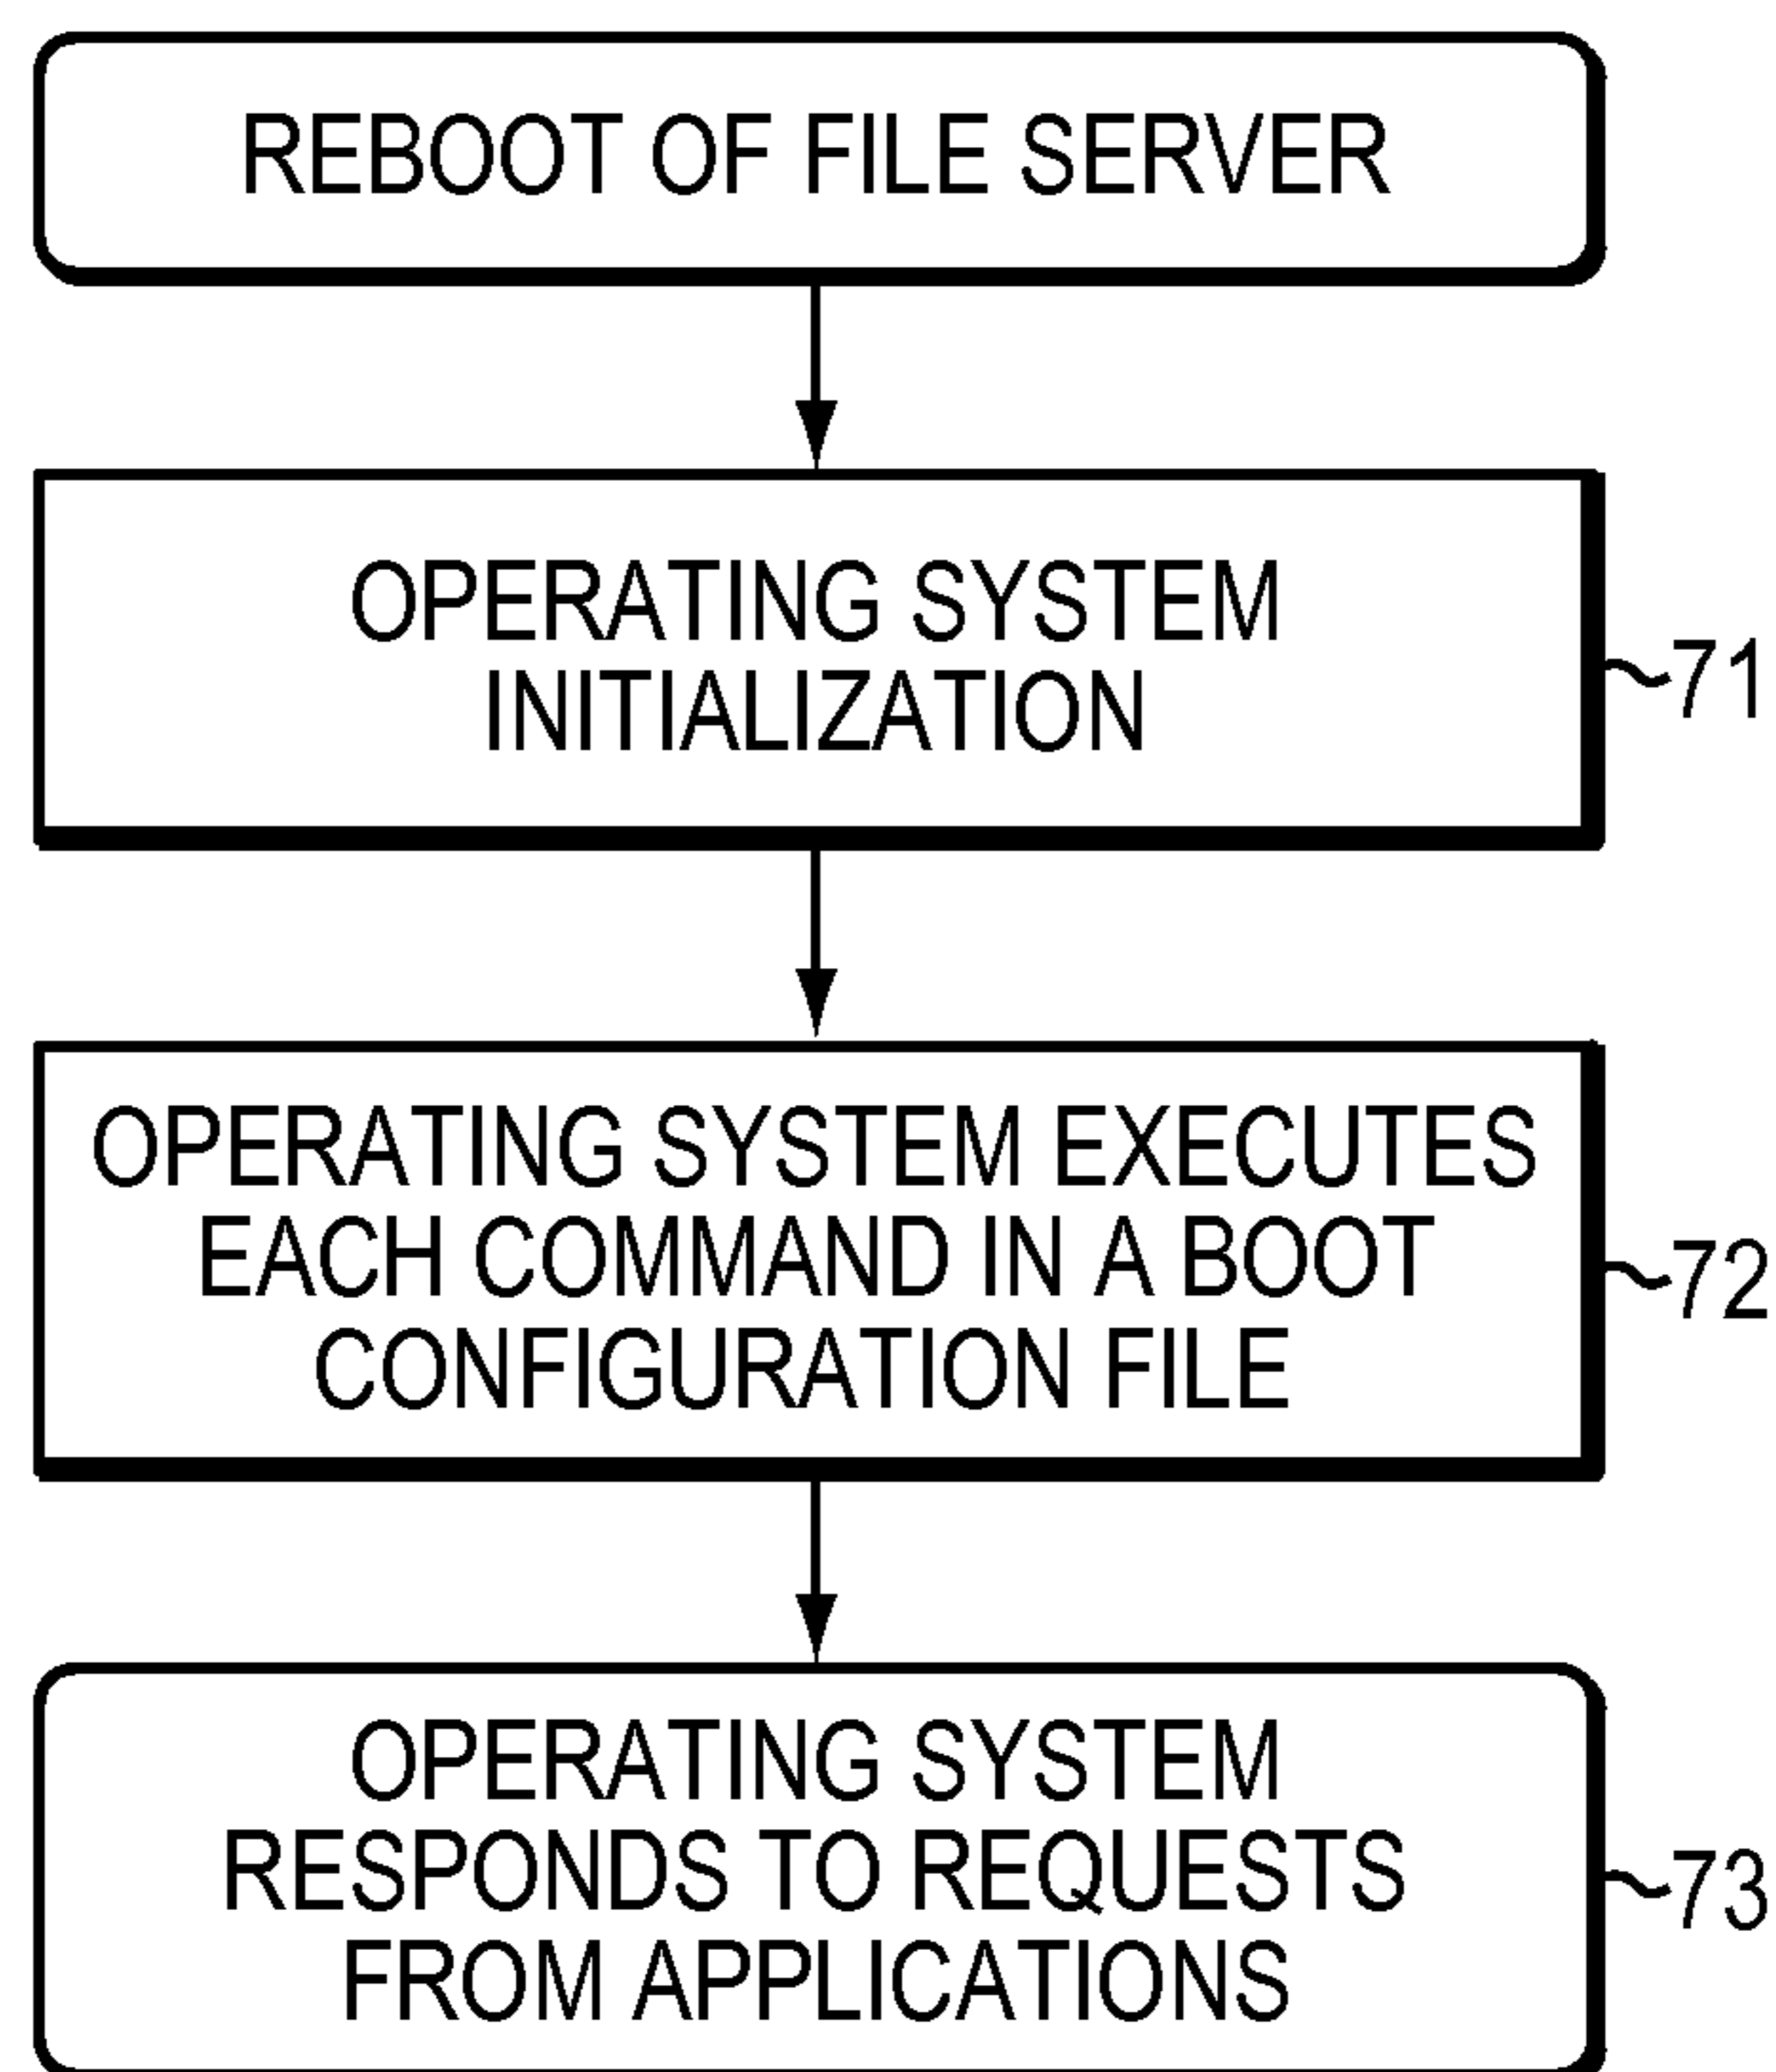 REBOOT OF FILE SERVER
OPERATING SYSTEM
INITIALIZATION
71
OPERATING SYSTEM EXECUTES
EACH COMMAND IN A BOOT
CONFIGURATION FILE
72
OPERATING SYSTEM
RESPONDS TO REQUESTS
FROM APPLICATIONS
73